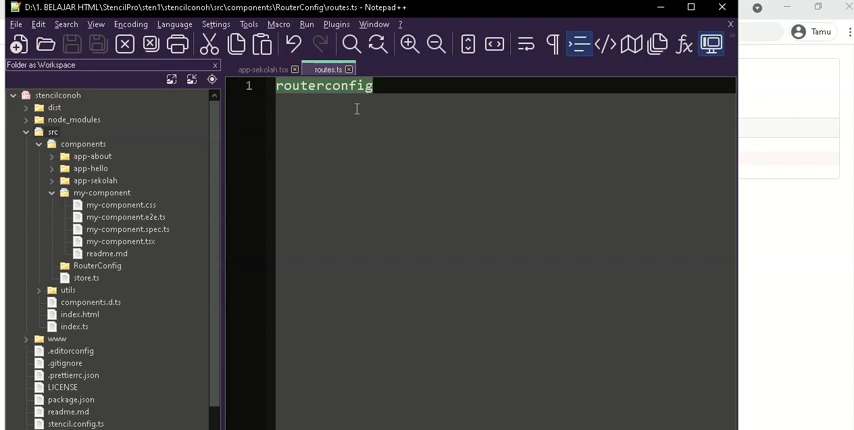 D:\1. BELAJAR HTML\StencilPro\sten1\stencilconoh\src\components\RouterConfig\routes.ts - Notepad++
File Edit Search View Encoding Language Settings Tools Macro Run Plugins Window ? X
Tamu
Folder as Workspace x
app-sekolah.tsx routes.ts
1 routerconfig
stencilconoh
dist
node_modules
src
components
app-about
app-hello
app-sekolah
my-component
my-component.css
my-component.e2e.ts
my-component.spec.ts
my-component.tsx
readme.md
RouterConfig
store.ts
utils
components.d.ts
index.html
index.ts
www
.editorconfig
.gitignore
.prettierrc.json
LICENSE
package.json
readme.md
stencil.config.ts